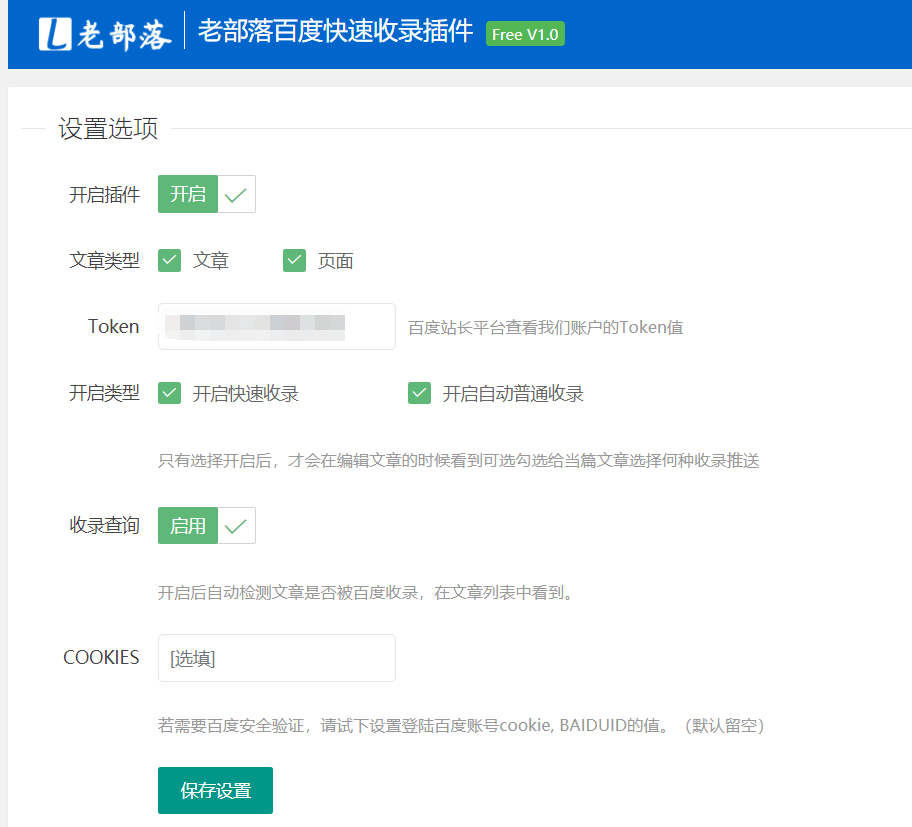 老部落 老部落百度快速收录插件 Free V1.0
设置选项
开启插件 开启
文章类型 文章 页面
Token 百度站长平台查看我们账户的Token值
开启类型 开启快速收录 开启自动普通收录
只有选择开启后，才会在编辑文章的时候看到可选勾选给当篇文章选择何种收录推送
收录查询 启用
开启后自动检测文章是否被百度收录，在文章列表中看到。
COOKIES [选填]
若需要百度安全验证，请试下设置登陆百度账号cookie, BAIDUID的值。（默认留空）
保存设置